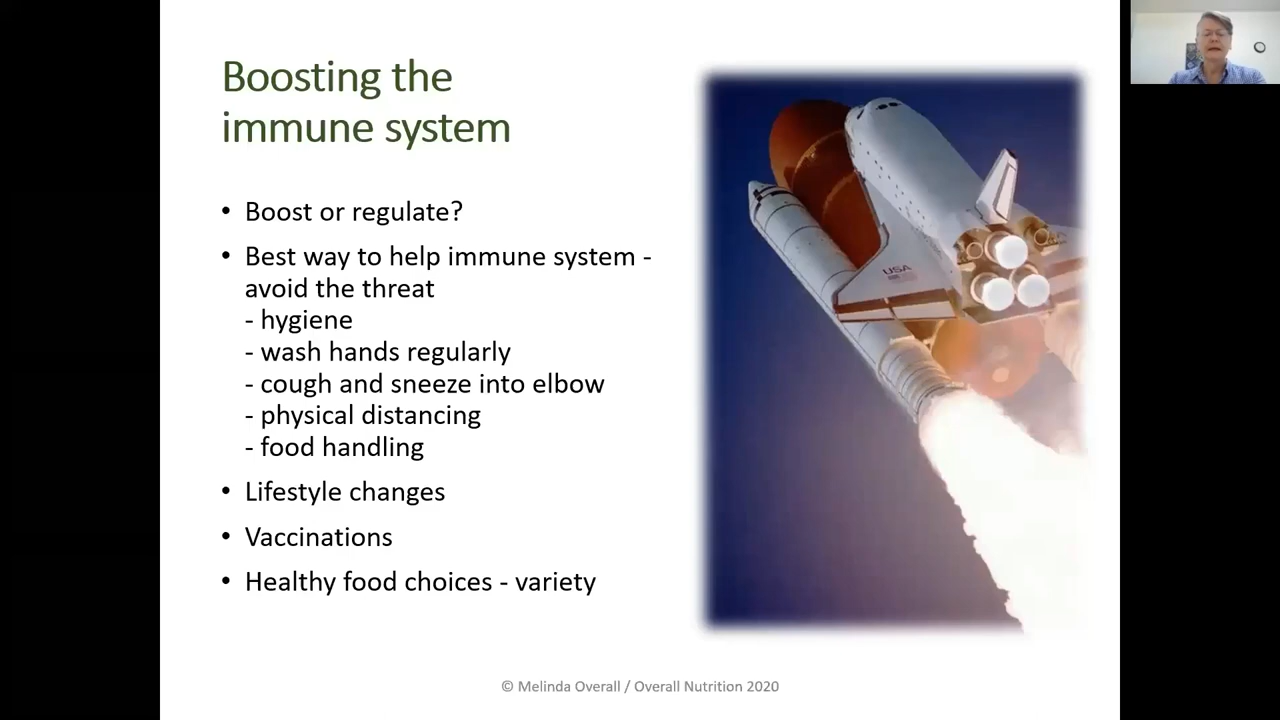 Boosting the
immune system
• Boost or regulate?
• Best way to help immune system -
avoid the threat
- hygiene
- wash hands regularly
- cough and sneeze into elbow
- physical distancing
- food handling
• Lifestyle changes
• Vaccinations
• Healthy food choices - variety
USA
© Melinda Overall / Overall Nutrition 2020